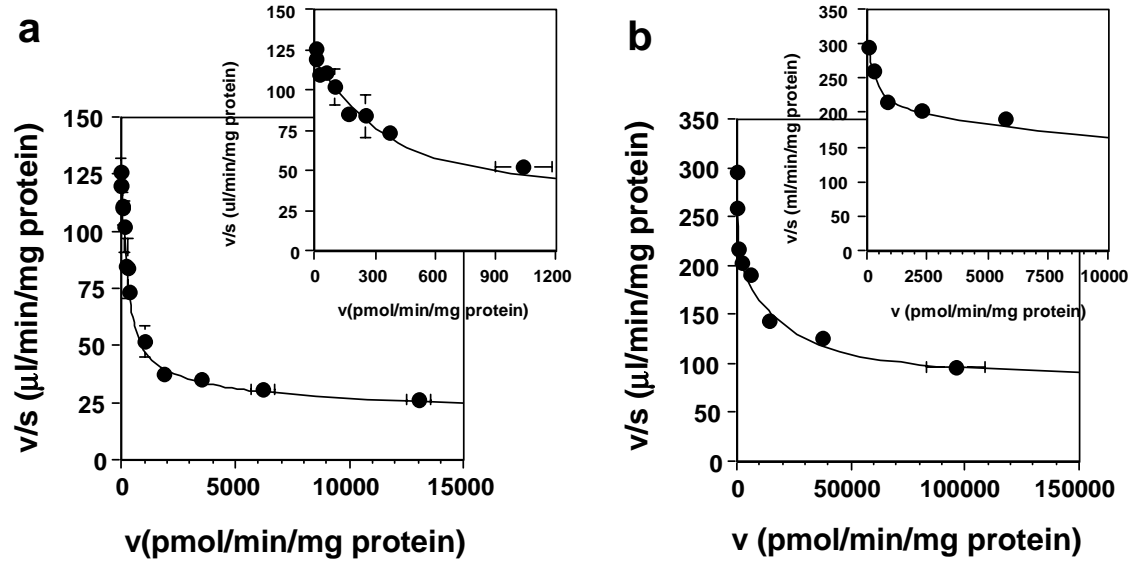 a
150
125
100
75
50
25
0
v/s (μl/min/mg protein)
0 5000 10000 15000
v(pmol/min/mg protein)
150
125
100
75
50
25
0
v/s (ul/min/mg protein)
0 300 600 900 1200
v(pmol/min/mg protein)
b
350
300
250
200
150
100
50
0
v/s (μl/min/mg protein)
0 50000 100000 150000
v (pmol/min/mg protein)
350
300
250
200
150
100
50
0
v/s (ml/min/mg protein)
0 2500 5000 7500 10000
v (pmol/min/mg protein)